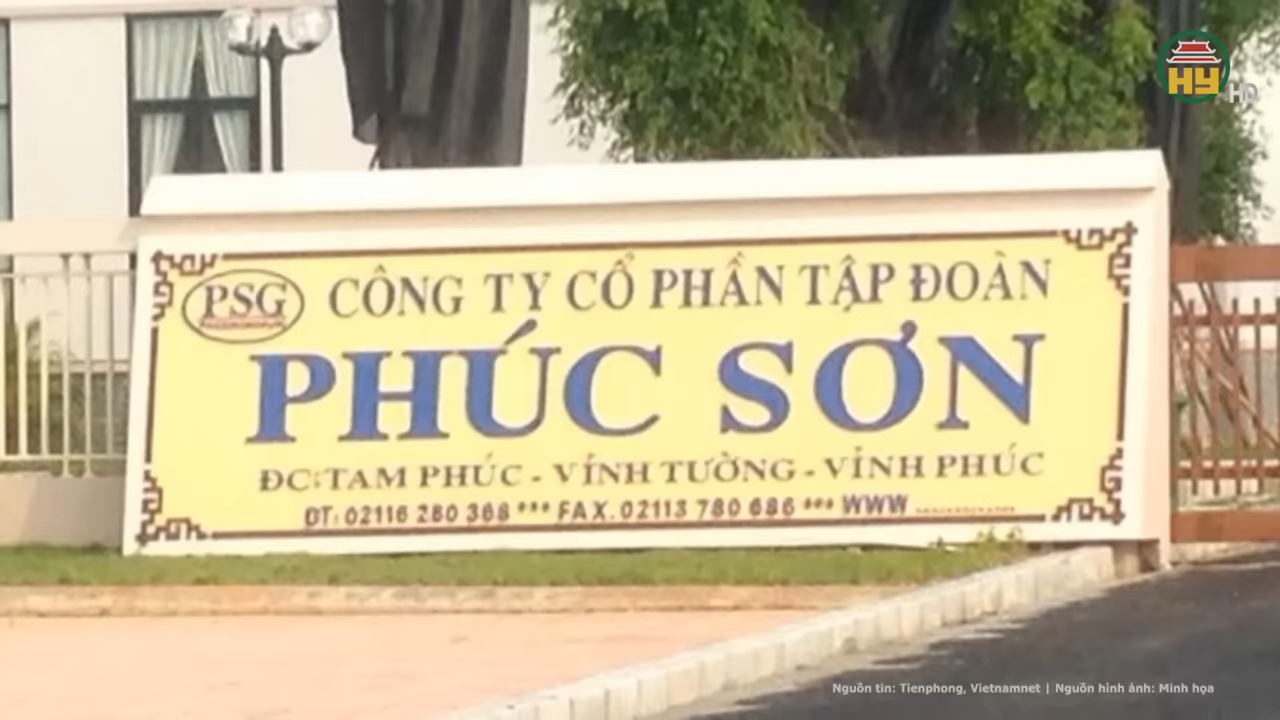 HY
HD
PSG
CÔNG TY CỔ PHẦN TẬP ĐOÀN
PHÚC SƠN
ĐC: TAM PHÚC - VĨNH TƯỜNG - VĨNH PHÚC
ĐT: 02116 280 368 *** FAX. 02113 780 686 *** WWW
Nguồn tin: Tienphong, Vietnamnet | Nguồn hình ảnh: Minh họa